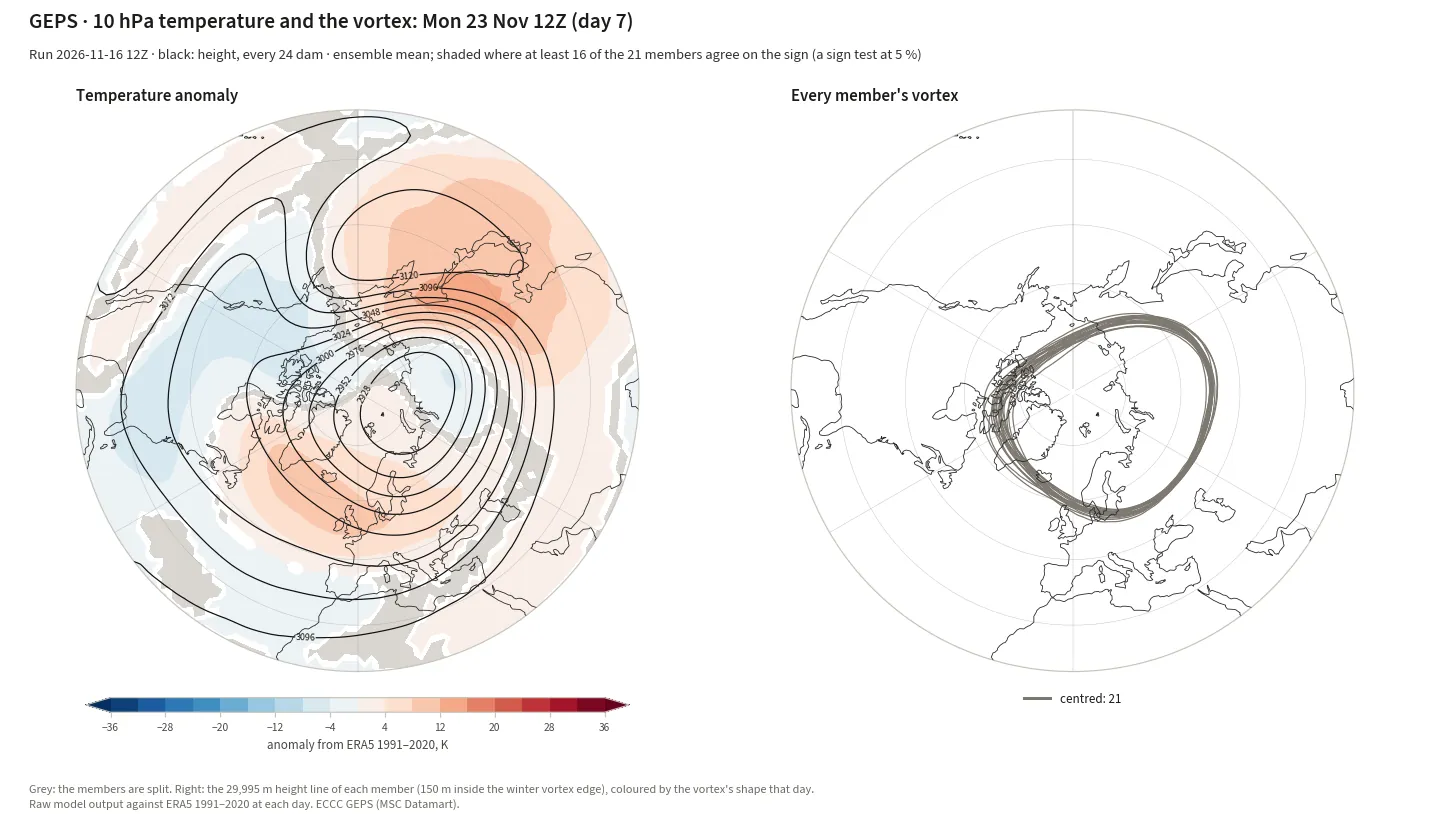 GEPS · 10 hPa temperature and the vortex: Mon 23 Nov 12Z (day 7)
Run 2026-11-16 12Z · black: height, every 24 dam · ensemble mean; shaded where at least 16 of the 21 members agree on the sign (a sign test at 5 %)
Temperature anomaly
Every member's vortex
3072
3120
3096
3048
3024
3000
2976
2952
3096
centred: 21
−36
−28
−20
−12
−4
4
12
20
28
36
anomaly from ERA5 1991–2020, K
Grey: the members are split. Right: the 29,995 m height line of each member (150 m inside the winter vortex edge), coloured by the vortex's shape that day.
Raw model output against ERA5 1991–2020 at each day. ECCC GEPS (MSC Datamart).